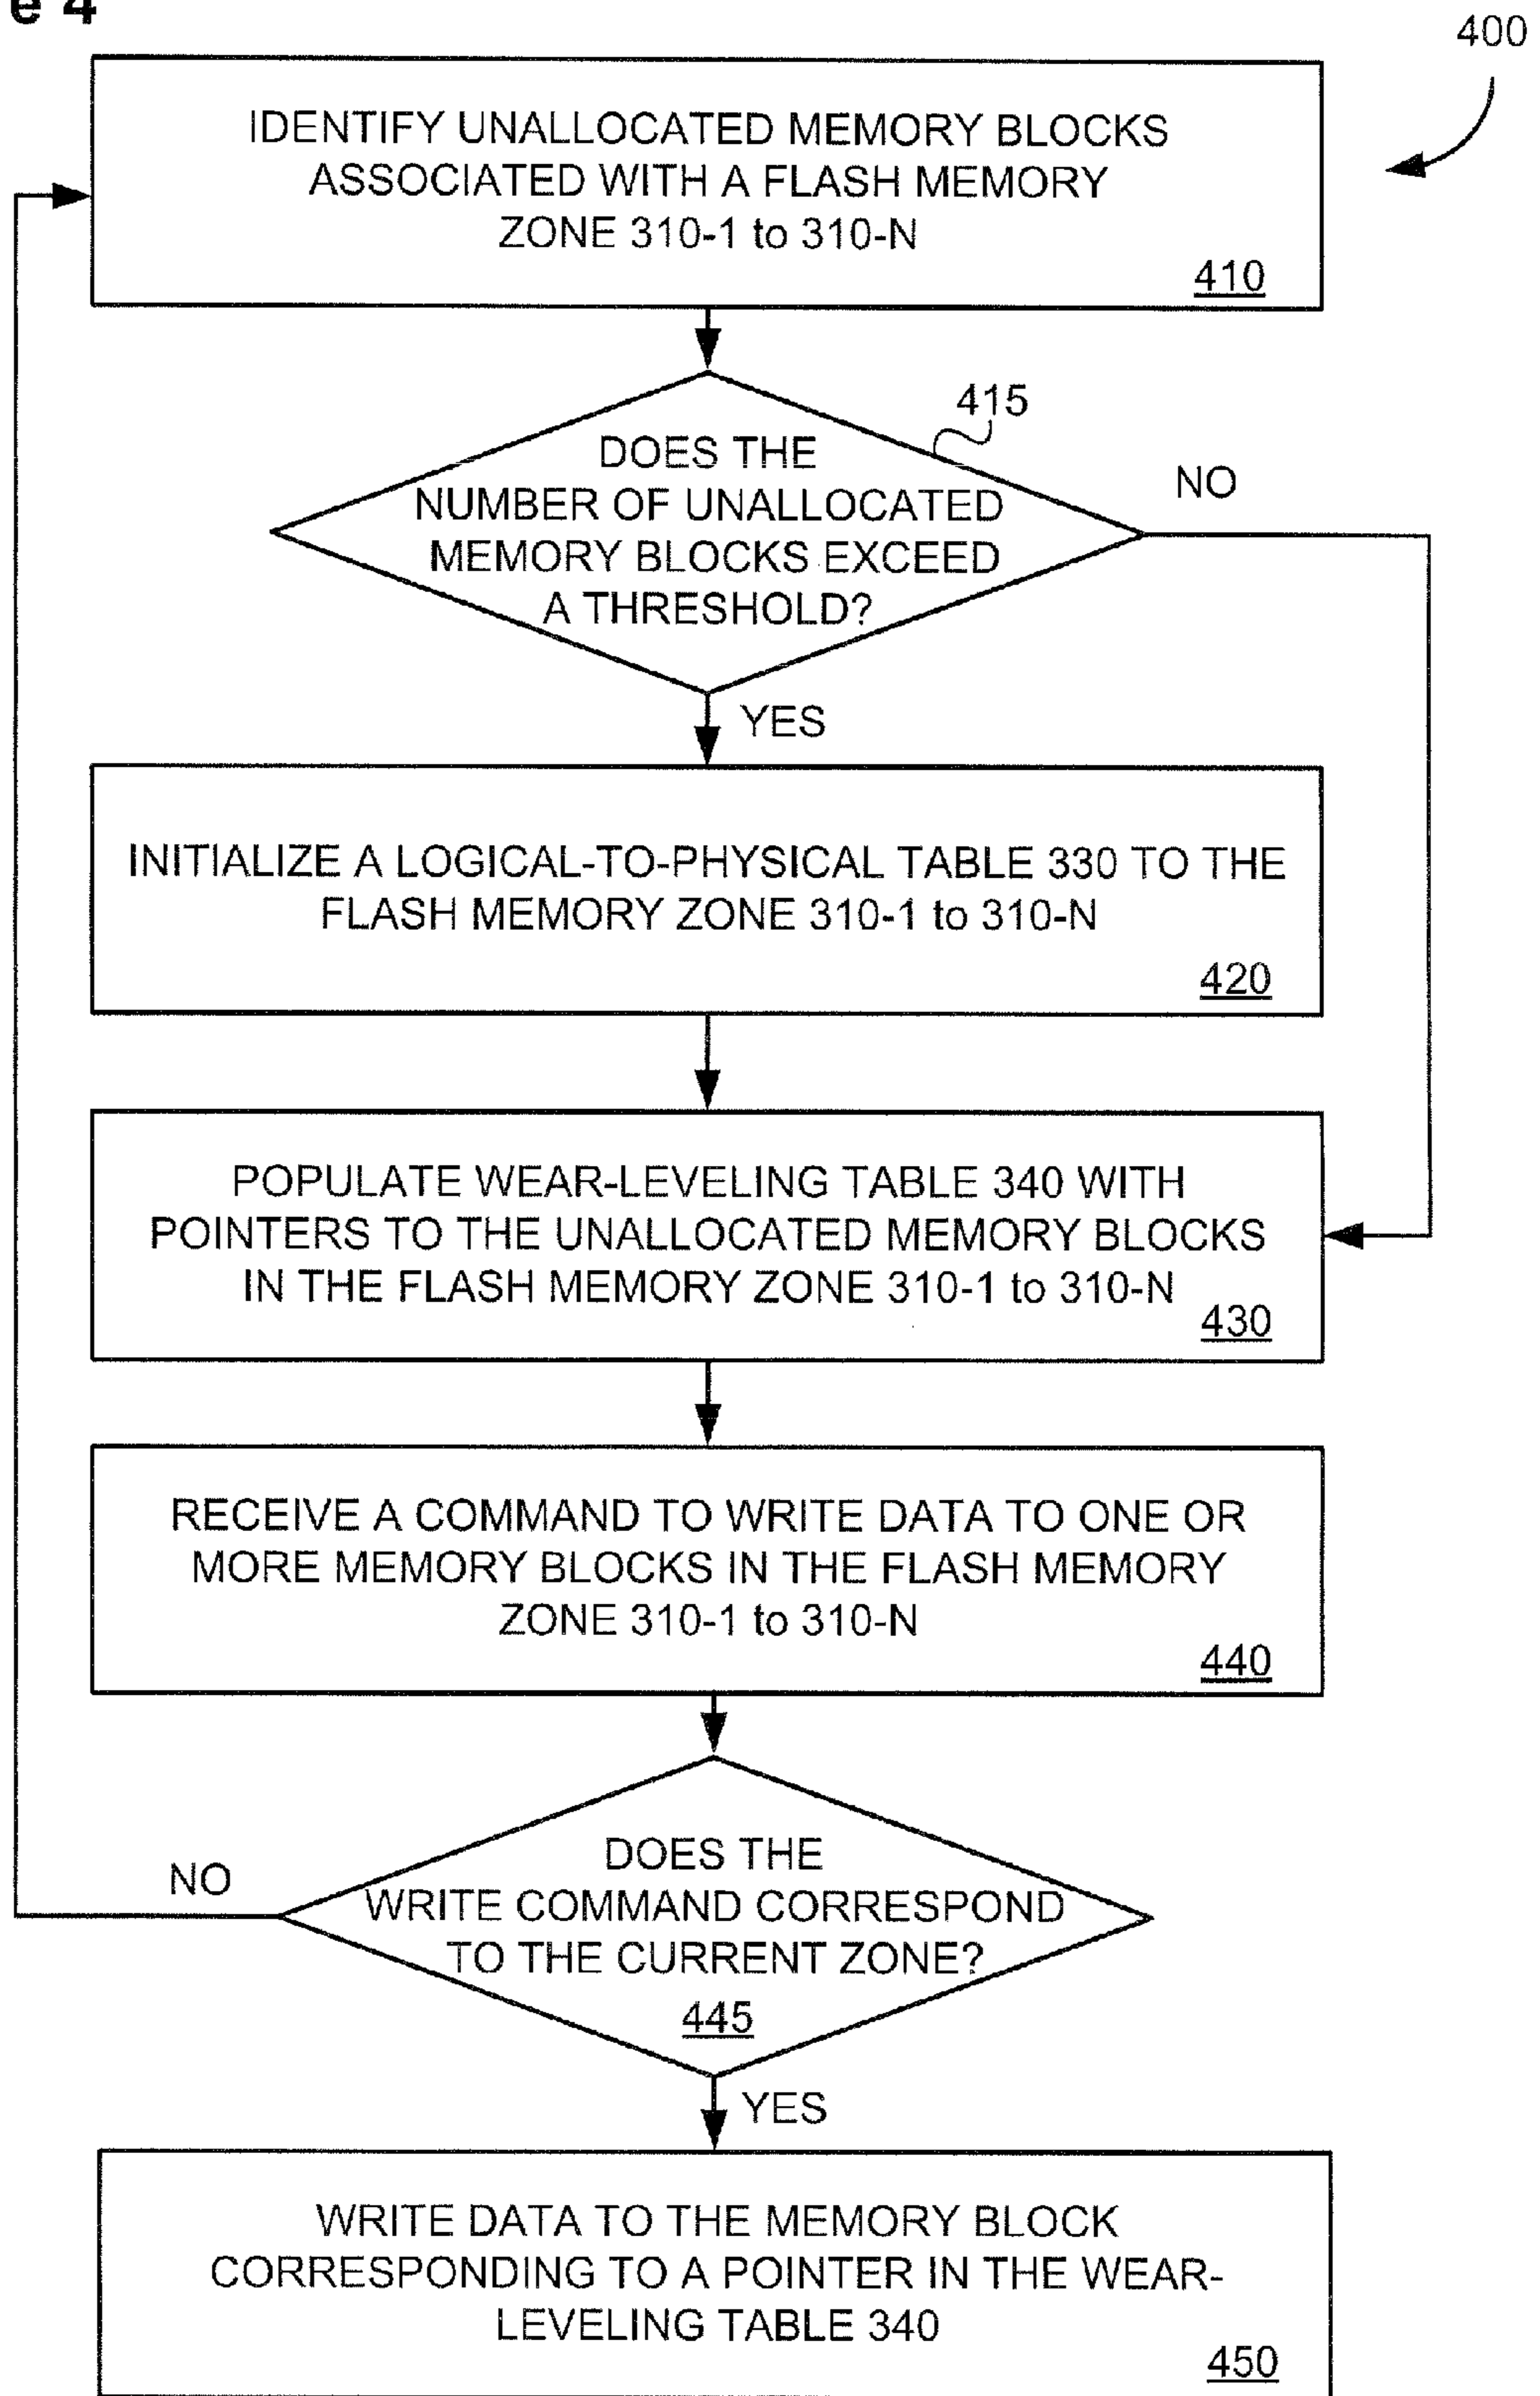 e 4
400
IDENTIFY UNALLOCATED MEMORY BLOCKS
ASSOCIATED WITH A FLASH MEMORY
ZONE 310-1 to 310-N
410
415
DOES THE
NUMBER OF UNALLOCATED
MEMORY BLOCKS EXCEED
A THRESHOLD?
NO
YES
INITIALIZE A LOGICAL-TO-PHYSICAL TABLE 330 TO THE
FLASH MEMORY ZONE 310-1 to 310-N
420
POPULATE WEAR-LEVELING TABLE 340 WITH
POINTERS TO THE UNALLOCATED MEMORY BLOCKS
IN THE FLASH MEMORY ZONE 310-1 to 310-N
430
RECEIVE A COMMAND TO WRITE DATA TO ONE OR
MORE MEMORY BLOCKS IN THE FLASH MEMORY
ZONE 310-1 to 310-N
440
NO
DOES THE
WRITE COMMAND CORRESPOND
TO THE CURRENT ZONE?
445
YES
WRITE DATA TO THE MEMORY BLOCK
CORRESPONDING TO A POINTER IN THE WEAR-
LEVELING TABLE 340
450